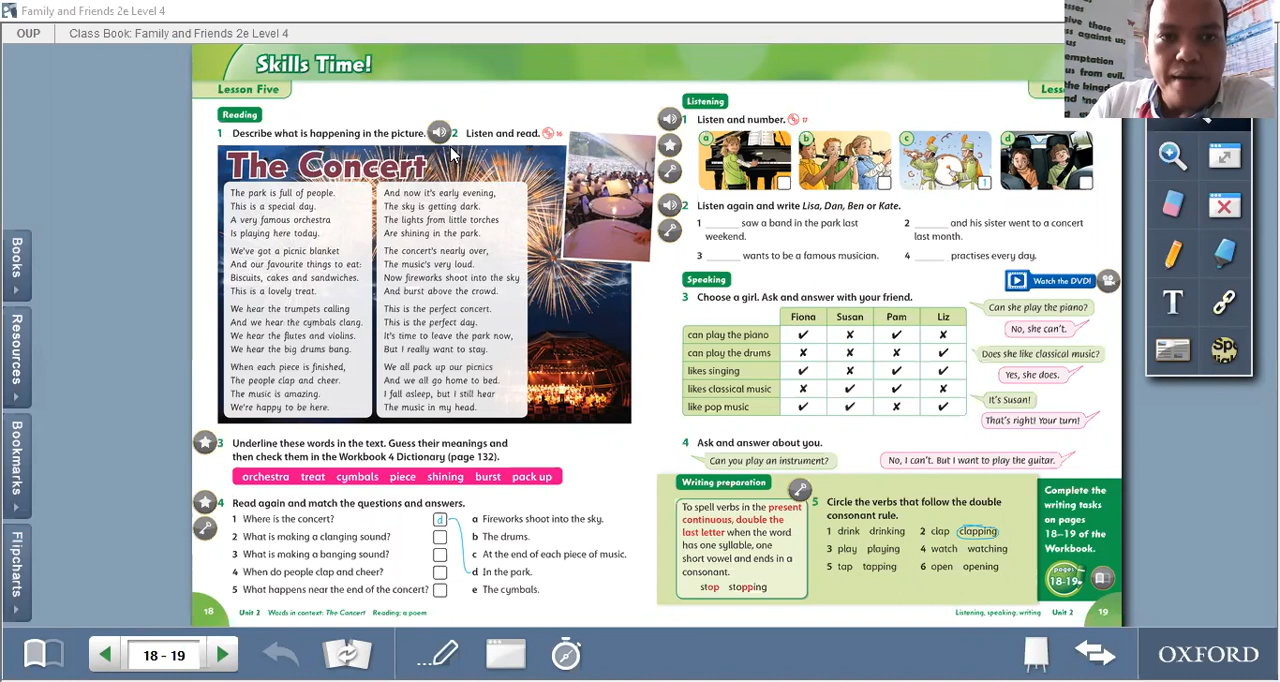 Family and Friends 2e Level 4
OUP
Class Book: Family and Friends 2e Level 4
Skills Time!
Lesson Five
Reading
1 Describe what is happening in the picture.
2 Listen and read. 16
The Concert
The park is full of people.
This is a special day.
A very famous orchestra
Is playing here today.
We've got a picnic blanket
And our favourite things to eat:
Biscuits, cakes and sandwiches.
This is a lovely treat.
We hear the trumpets calling
And we hear the cymbals clang.
We hear the flutes and violins.
We hear the big drums bang.
When each piece is finished,
The people clap and cheer.
The music is amazing.
We're happy to be here.
And now it's early evening,
The sky is getting dark.
The lights from little torches
Are shining in the park.
The concert's nearly over,
The music's very loud.
Now fireworks shoot into the sky
And burst above the crowd.
This is the perfect concert.
This is the perfect day.
It's time to leave the park now,
But I really want to stay.
We all pack up our picnics
And we all go home to bed.
I fall asleep, but I still hear
The music in my head.
3 Underline these words in the text. Guess their meanings and
then check them in the Workbook 4 Dictionary (page 132).
orchestra treat cymbals piece shining burst pack up
4 Read again and match the questions and answers.
1 Where is the concert? d
2 What is making a clanging sound?
3 What is making a banging sound?
4 When do people clap and cheer?
5 What happens near the end of the concert?
a Fireworks shoot into the sky.
b The drums.
c At the end of each piece of music.
d In the park.
e The cymbals.
18 Unit 2 Words in context: The Concert Reading: a poem
Listening
1 Listen and number. 17
a b c d
1
2 Listen again and write Lisa, Dan, Ben or Kate.
1 ______ saw a band in the park last
weekend.
2 ______ and his sister went to a concert
last month.
3 ______ wants to be a famous musician.
4 ______ practises every day.
Speaking
Watch the DVD!
3 Choose a girl. Ask and answer with your friend.
Fiona Susan Pam Liz
can play the piano ✔ ✘ ✔ ✘
can play the drums ✘ ✘ ✘ ✔
likes singing ✔ ✘ ✔ ✔
likes classical music ✘ ✔ ✔ ✘
like pop music ✔ ✔ ✘ ✔
Can she play the piano?
No, she can't.
Does she like classical music?
Yes, she does.
It's Susan!
That's right! Your turn!
4 Ask and answer about you.
Can you play an instrument?
No, I can't. But I want to play the guitar.
Writing preparation
To spell verbs in the present
continuous, double the
last letter when the word
has one syllable, one
short vowel and ends in a
consonant.
stop stopping
5 Circle the verbs that follow the double
consonant rule.
1 drink drinking
2 clap clapping
3 play playing
4 watch watching
5 tap tapping
6 open opening
Complete the
writing tasks
on pages
18–19 of the
Workbook.
pages
18-19
Listening, speaking, writing Unit 2 19
give those
against us;
us
emptation
us from evil.
Books
Resources
Bookmarks
Flipcharts
T
18 - 19
OXFORD